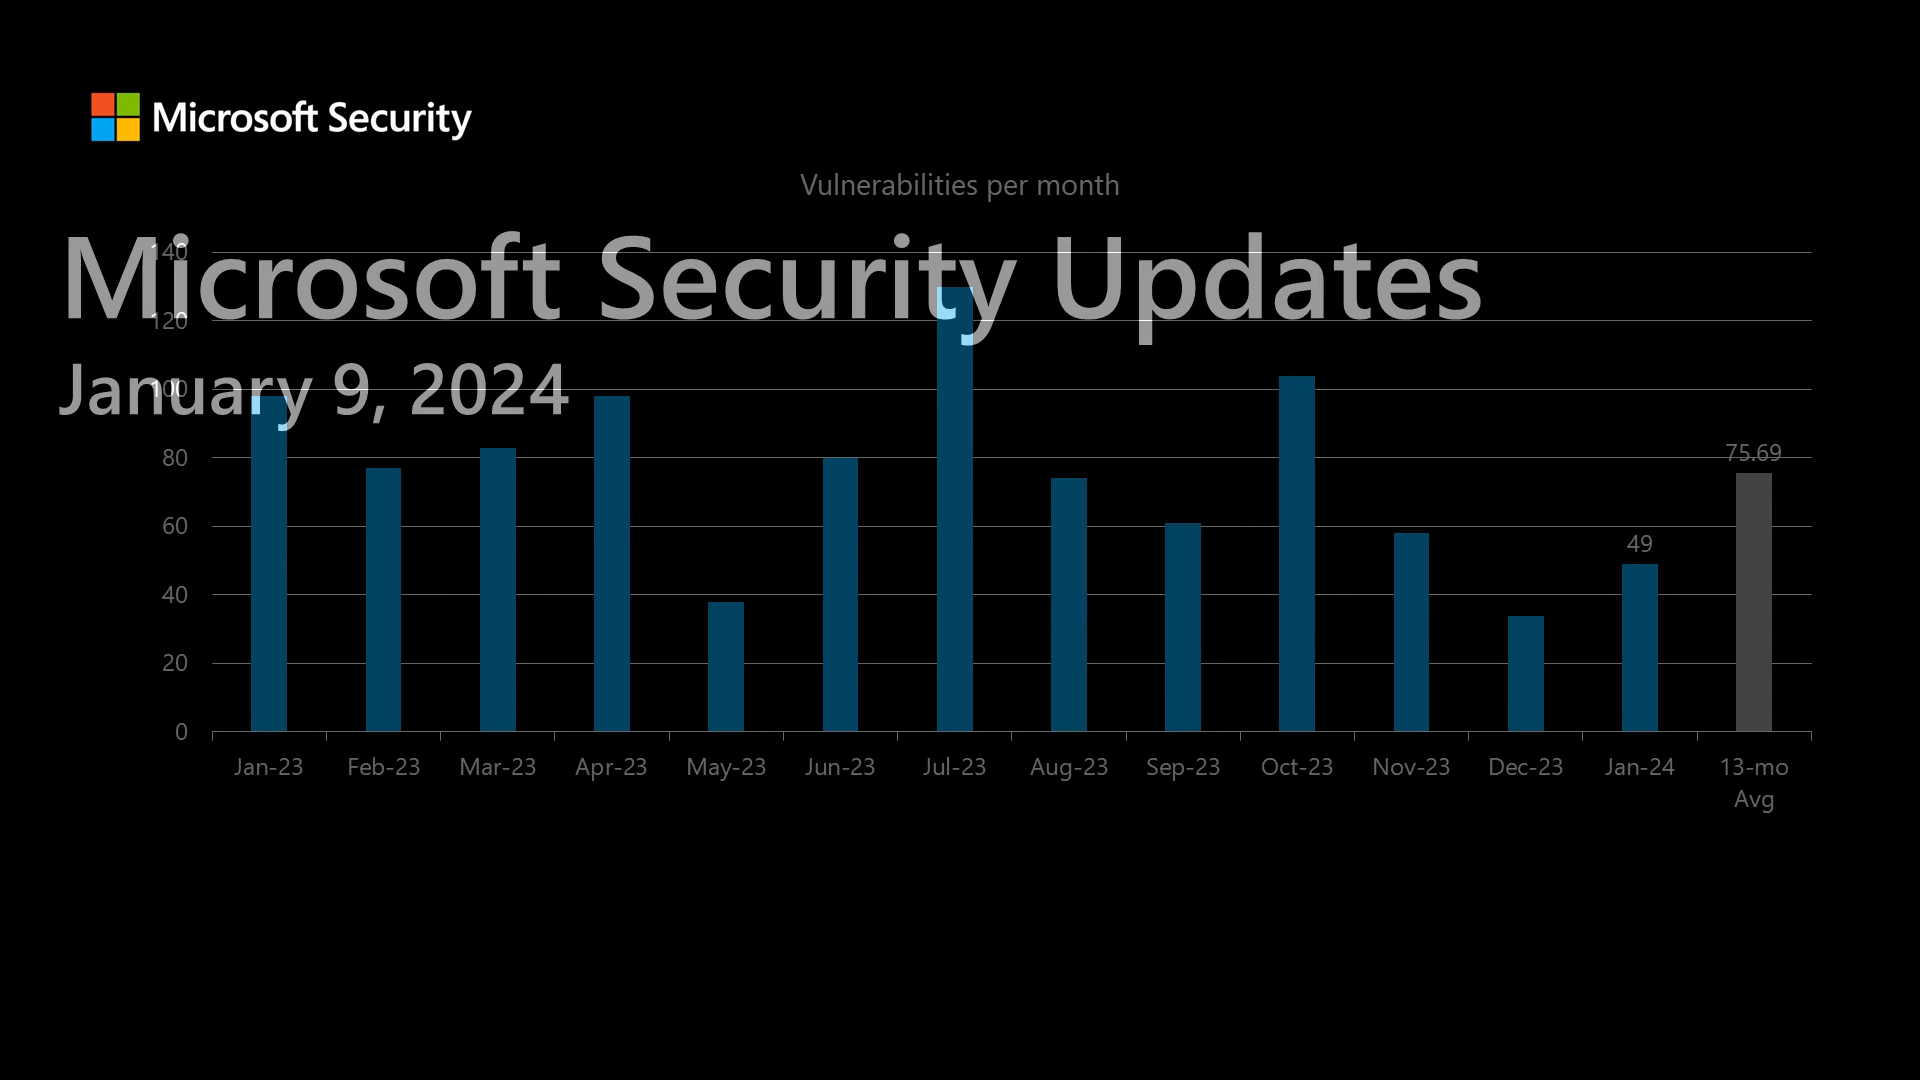 Microsoft Security
Vulnerabilities per month
Microsoft Security Updates
January 9, 2024
140
120
100
80
60
40
20
0
75.69
49
Jan-23 Feb-23 Mar-23 Apr-23 May-23 Jun-23 Jul-23 Aug-23 Sep-23 Oct-23 Nov-23 Dec-23 Jan-24 13-mo
Avg